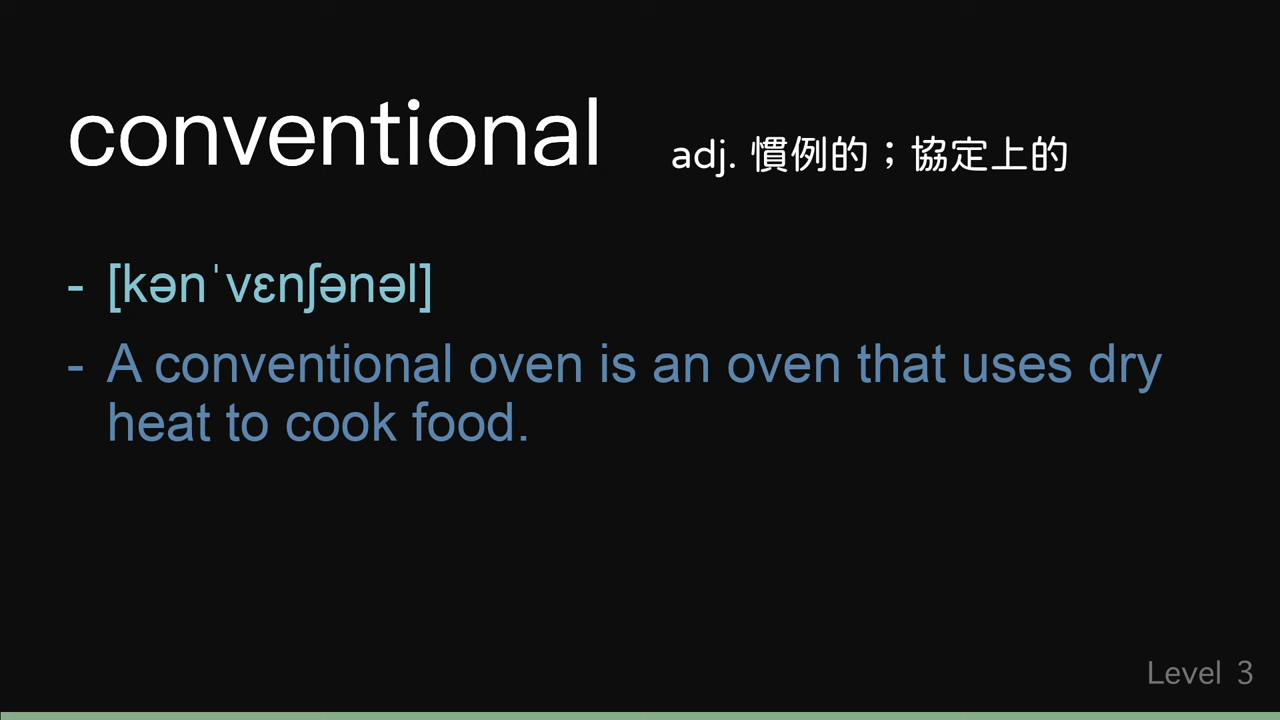 conventional adj. 慣例的；協定上的
- [kənˈvɛnʃənəl]
- A conventional oven is an oven that uses dry
heat to cook food.
Level 3